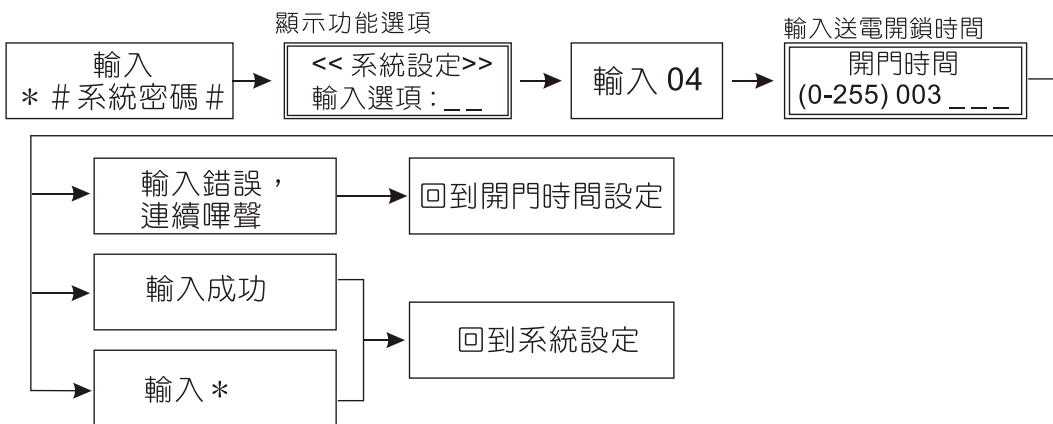 顯示功能選項
輸入送電開鎖時間
輸入
＊＃系統密碼＃
<< 系統設定>>
輸入選項:_ _
輸入 04
開門時間
(0-255) 003 _ _ _
輸入錯誤，
連續嗶聲
回到開門時間設定
輸入成功
回到系統設定
輸入＊